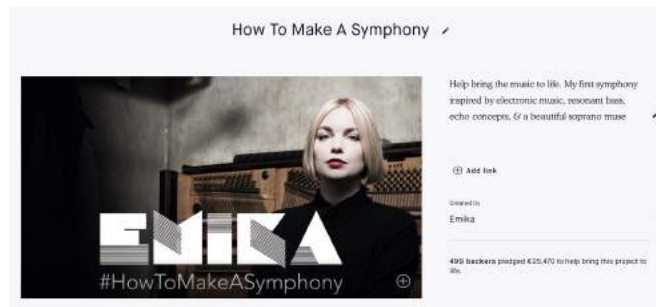 How To Make A Symphony
Help bring the music to life. My first symphony
inspired by electronic music, resonant bass,
echo concepts, & a beautiful soprano muse
Add link
Created by
Emika
499 backers pledged €25,470 to help bring this project to
life.
EMIKA
#HowToMakeASymphony